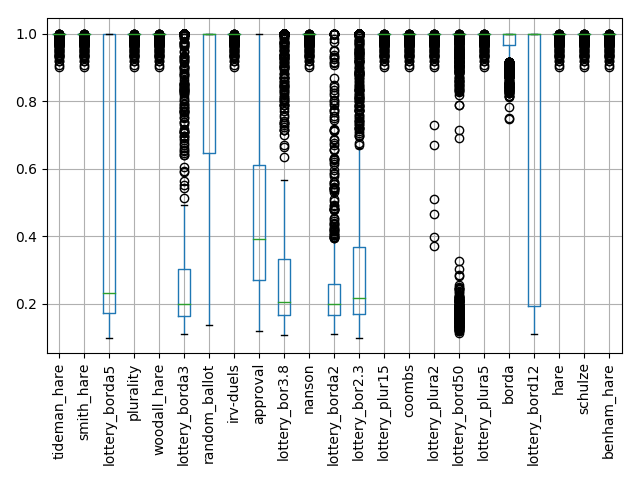 1.0
0.8
0.6
0.4
0.2
tideman_hare
smith_hare
lottery_borda5
plurality
woodall_hare
lottery_borda3
random_ballot
irv-duels
approval
lottery_bor3.8
nanson
lottery_borda2
lottery_bor2.3
lottery_plur15
coombs
lottery_plura2
lottery_bord50
lottery_plura5
borda
lottery_bord12
hare
schulze
benham_hare